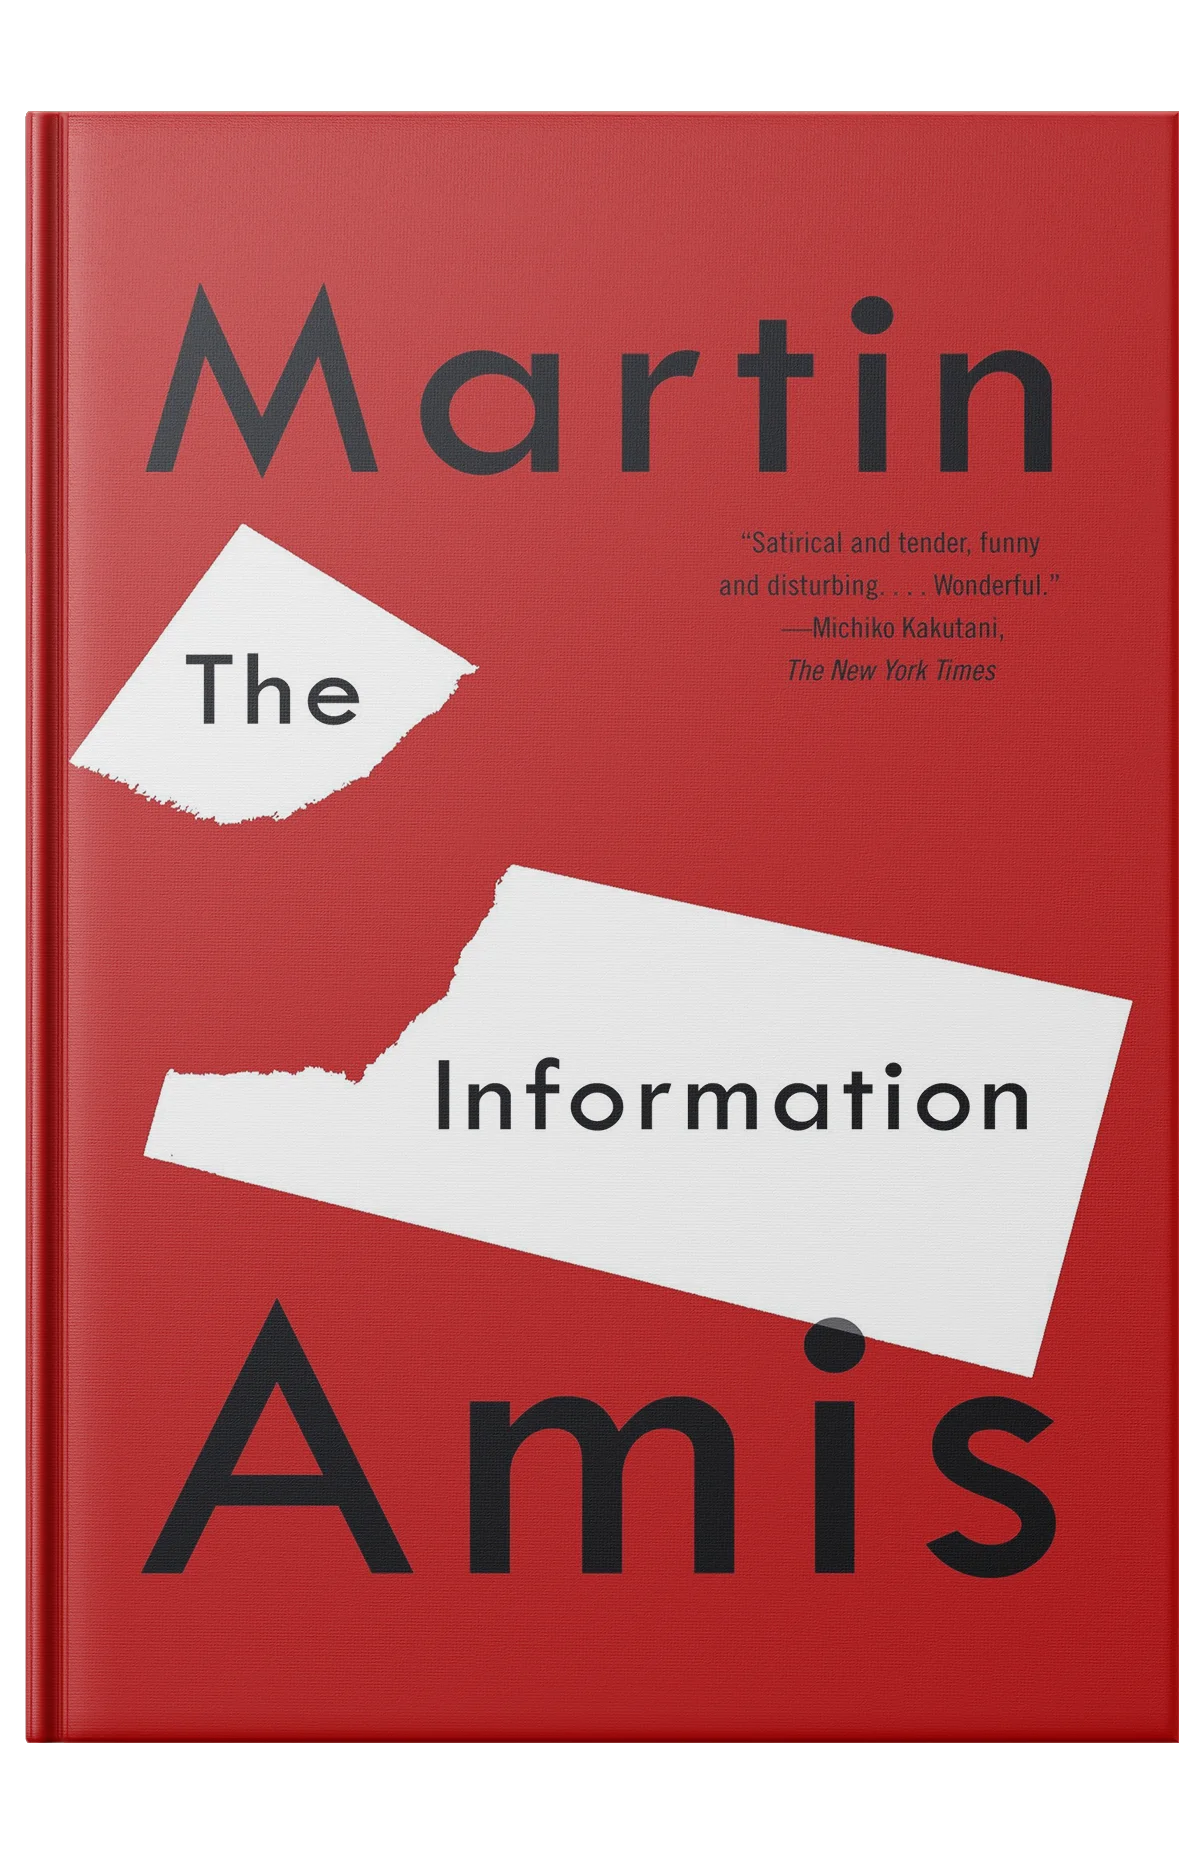 Martin
“Satirical and tender, funny
and disturbing. . . . Wonderful.”
—Michiko Kakutani,
The New York Times
The
Information
Amis